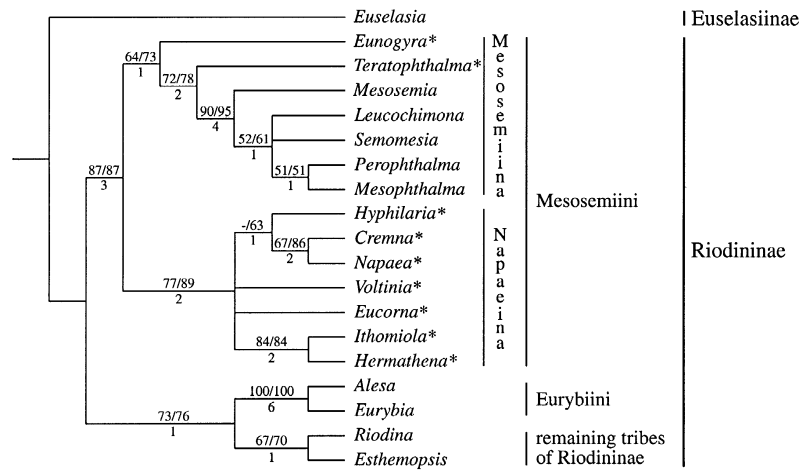 Euselasia
Euselasiinae
Eunogyra*
64/73
1
Teratophthalma*
72/78
2
Mesosemia
90/95
4
Leucochimona
Semomesia
52/61
1
Perophthalma
51/51
1
Mesophthalma
Mesosemiina
87/87
3
Mesosemiini
Hyphilaria*
-/63
1
Cremna*
67/86
2
Napaea*
Napaeina
Riodininae
77/89
2
Voltinia*
Eucorna*
Ithomiola*
84/84
2
Hermathena*
Alesa
100/100
6
Eurybia
Eurybiini
73/76
1
Riodina
67/70
1
Esthemopsis
remaining tribes
of Riodininae